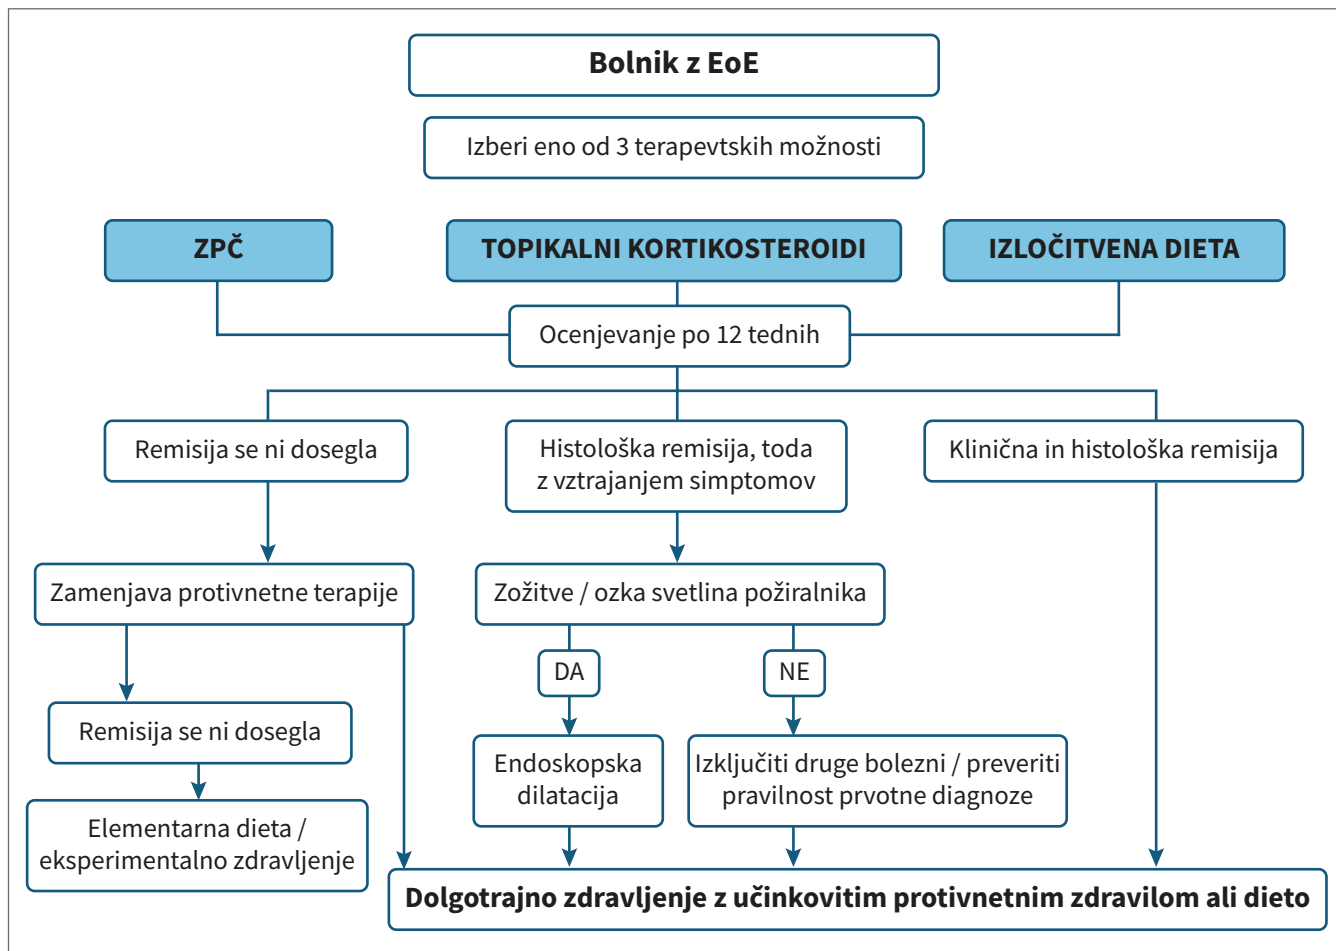 Bolnik z EoE
Izberi eno od 3 terapevtskih možnosti
ZPČ
TOPIKALNI KORTIKOSTEROIDI
IZLOČITVENA DIETA
Ocenjevanje po 12 tednih
Remisija se ni dosegla
Histološka remisija, toda
z vztrajanjem simptomov
Klinična in histološka remisija
Zamenjava protivnetne terapije
Zožitve / ozka svetlina požiralnika
DA
NE
Remisija se ni dosegla
Endoskopska
dilatacija
Izključiti druge bolezni / preveriti
pravilnost prvotne diagnoze
Elementarna dieta /
eksperimentalno zdravljenje
Dolgotrajno zdravljenje z učinkovitim protivnetnim zdravilom ali dieto